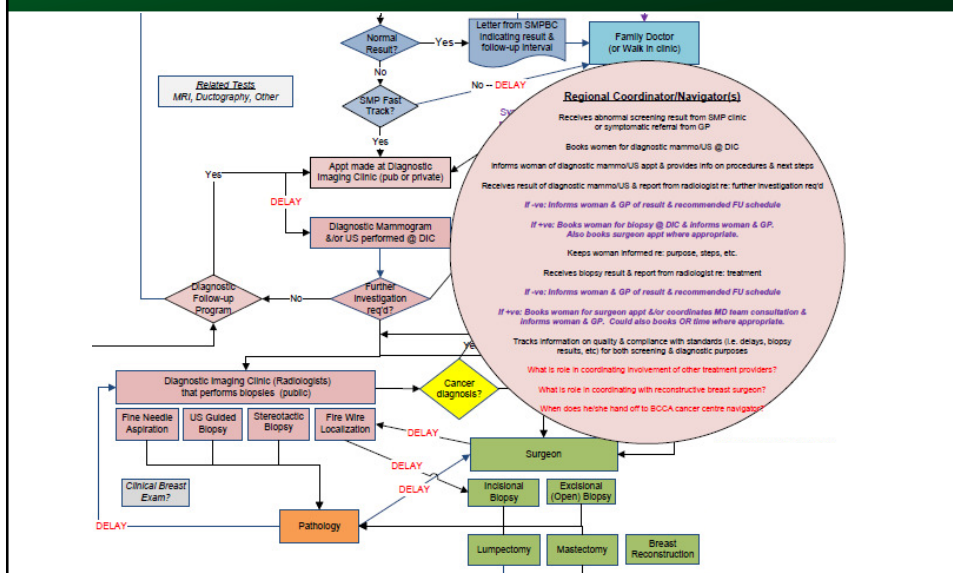 Normal
Result?
Yes
Letter from SMPBC
indicating result &
follow-up interval
Family Doctor
(or Walk in clinic)
No
Related Tests
MRI, Ductography, Other
SMP Fast
Track?
No -- DELAY
Yes
Appt made at Diagnostic
Imaging Clinic (pub or private)
Yes
DELAY
Diagnostic Mammogram
&/or US performed @ DIC
Diagnostic
Follow-up
Program
No
Further
Investigation
req'd?
Regional Coordinator/Navigator(s)
Receives abnormal screening result from SMP clinic
or symptomatic referral from GP
Books women for diagnostic mammo/US @ DIC
Informs woman of diagnostic mammo/US appt & provides info on procedures & next steps
Receives result of diagnostic mammo/US & report from radiologist re: further investigation req'd
If -ve: Informs woman & GP of result & recommended FU schedule
If +ve: Books woman for biopsy @ DIC & informs woman & GP.
Also books surgeon appt where appropriate.
Keeps woman informed re: purpose, steps, etc.
Receives biopsy result & report from radiologist re: treatment
If -ve: Informs woman & GP of result & recommended FU schedule
If +ve: Books woman for surgeon appt &/or coordinates MD team consultation &
informs woman & GP. Could also books OR time where appropriate.
Tracks information on quality & compliance with standards (i.e. delays, biopsy
results, etc) for both screening & diagnostic purposes
What is role in coordinating involvement of other treatment providers?
What is role in coordinating with reconstructive breast surgeon?
When does he/she hand off to BCCA cancer centre navigator?
Diagnostic Imaging Clinic (Radiologists)
that performs biopsies (public)
Cancer
diagnosis?
Fine Needle
Aspiration
US Guided
Biopsy
Stereotactic
Biopsy
Fire Wire
Localization
DELAY
Surgeon
DELAY
Clinical Breast
Exam?
DELAY
Incisional
Biopsy
Excisional
(Open) Biopsy
DELAY
Pathology
Lumpectomy
Mastectomy
Breast
Reconstruction